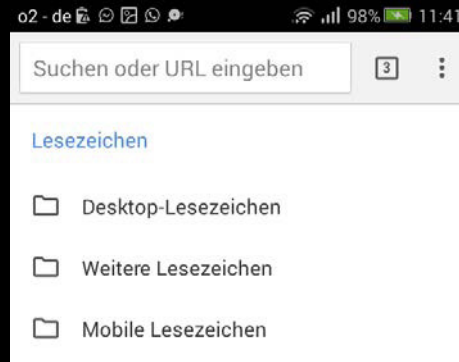 o2 - de 98% 11:41
Suchen oder URL eingeben 3
Lesezeichen
Desktop-Lesezeichen
Weitere Lesezeichen
Mobile Lesezeichen